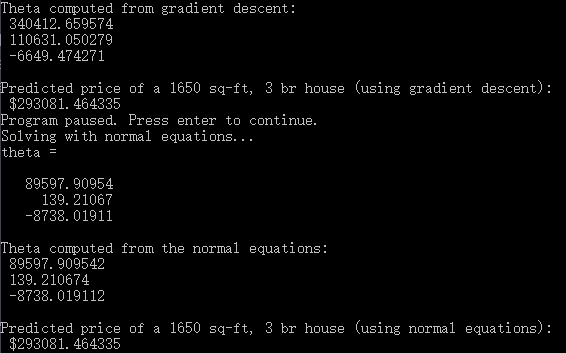 Theta computed from gradient descent:
340412.659574
110631.050279
-6649.474271
Predicted price of a 1650 sq-ft, 3 br house (using gradient descent):
$293081.464335
Program paused. Press enter to continue.
Solving with normal equations...
theta =
89597.90954
139.21067
-8738.01911
Theta computed from the normal equations:
89597.909542
139.210674
-8738.019112
Predicted price of a 1650 sq-ft, 3 br house (using normal equations):
$293081.464335